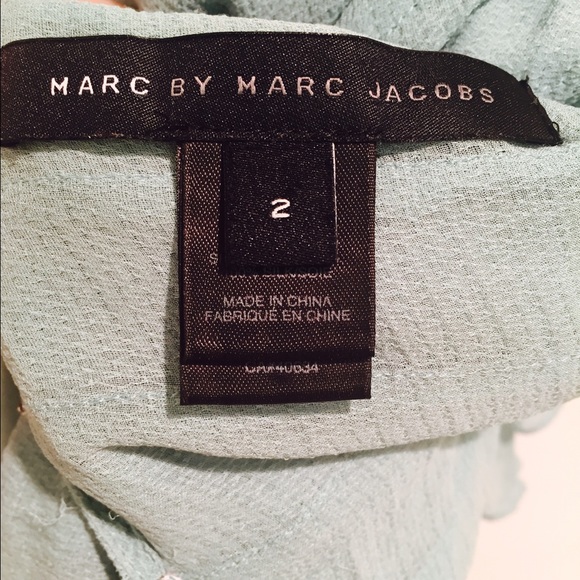 MARC BY MARC JACOBS
2
MADE IN CHINA
FABRIQUÉ EN CHINE